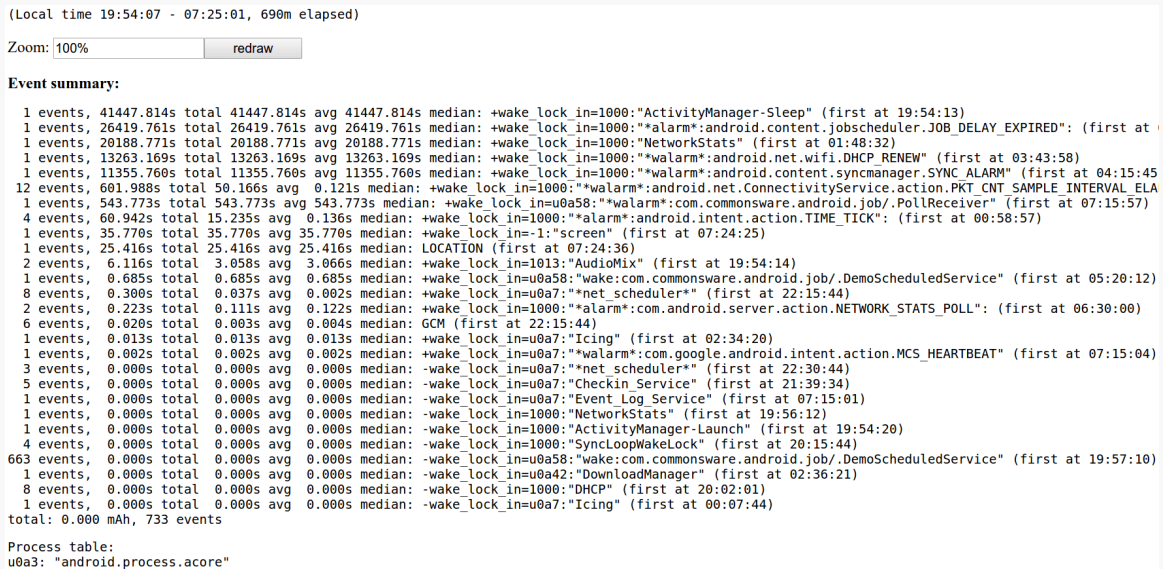 (Local time 19:54:07 - 07:25:01, 690m elapsed)
Zoom: 100% redraw
Event summary:
1 events, 41447.814s total 41447.814s avg 41447.814s median: +wake_lock_in=1000:"ActivityManager-Sleep" (first at 19:54:13)
1 events, 26419.761s total 26419.761s avg 26419.761s median: +wake_lock_in=1000:"*alarm*:android.content.jobscheduler.JOB_DELAY_EXPIRED": (first at
1 events, 20188.771s total 20188.771s avg 20188.771s median: +wake_lock_in=1000:"NetworkStats" (first at 01:48:32)
1 events, 13263.169s total 13263.169s avg 13263.169s median: +wake_lock_in=1000:"*walarm*:android.net.wifi.DHCP_RENEW" (first at 03:43:58)
1 events, 11355.760s total 11355.760s avg 11355.760s median: +wake_lock_in=1000:"*walarm*:android.content.syncmanager.SYNC_ALARM" (first at 04:15:45
12 events, 601.988s total 50.166s avg 0.121s median: +wake_lock_in=1000:"*walarm*:android.net.ConnectivityService.action.PKT_CNT_SAMPLE_INTERVAL_ELA
1 events, 543.773s total 543.773s avg 543.773s median: +wake_lock_in=u0a58:"*walarm*:com.commonsware.android.job/.PollReceiver" (first at 07:15:57)
4 events, 60.942s total 15.235s avg 0.136s median: +wake_lock_in=1000:"*alarm*:android.intent.action.TIME_TICK": (first at 00:58:57)
1 events, 35.770s total 35.770s avg 35.770s median: +wake_lock_in=-1:"screen" (first at 07:24:25)
1 events, 25.416s total 25.416s avg 25.416s median: LOCATION (first at 07:24:36)
2 events, 6.116s total 3.058s avg 3.066s median: +wake_lock_in=1013:"AudioMix" (first at 19:54:14)
1 events, 0.685s total 0.685s avg 0.685s median: +wake_lock_in=u0a58:"wake:com.commonsware.android.job/.DemoScheduledService" (first at 05:20:12)
8 events, 0.300s total 0.037s avg 0.002s median: +wake_lock_in=u0a7:"*net_scheduler*" (first at 22:15:44)
2 events, 0.223s total 0.111s avg 0.122s median: +wake_lock_in=1000:"*alarm*:com.android.server.action.NETWORK_STATS_POLL": (first at 06:30:00)
6 events, 0.020s total 0.003s avg 0.004s median: GCM (first at 22:15:44)
1 events, 0.013s total 0.013s avg 0.013s median: +wake_lock_in=u0a7:"Icing" (first at 02:34:20)
1 events, 0.002s total 0.002s avg 0.002s median: +wake_lock_in=u0a7:"*walarm*:com.google.android.intent.action.MCS_HEARTBEAT" (first at 07:15:04)
3 events, 0.000s total 0.000s avg 0.000s median: -wake_lock_in=u0a7:"*net_scheduler*" (first at 22:30:44)
5 events, 0.000s total 0.000s avg 0.000s median: -wake_lock_in=u0a7:"Checkin_Service" (first at 21:39:34)
1 events, 0.000s total 0.000s avg 0.000s median: -wake_lock_in=u0a7:"Event_Log_Service" (first at 07:15:01)
1 events, 0.000s total 0.000s avg 0.000s median: -wake_lock_in=1000:"NetworkStats" (first at 19:56:12)
1 events, 0.000s total 0.000s avg 0.000s median: -wake_lock_in=1000:"ActivityManager-Launch" (first at 19:54:20)
4 events, 0.000s total 0.000s avg 0.000s median: -wake_lock_in=1000:"SyncLoopWakeLock" (first at 20:15:44)
663 events, 0.000s total 0.000s avg 0.000s median: -wake_lock_in=u0a58:"wake:com.commonsware.android.job/.DemoScheduledService" (first at 19:57:10)
1 events, 0.000s total 0.000s avg 0.000s median: -wake_lock_in=u0a42:"DownloadManager" (first at 02:36:21)
8 events, 0.000s total 0.000s avg 0.000s median: -wake_lock_in=1000:"DHCP" (first at 20:02:01)
1 events, 0.000s total 0.000s avg 0.000s median: -wake_lock_in=u0a7:"Icing" (first at 00:07:44)
total: 0.000 mAh, 733 events
Process table:
u0a3: "android.process.acore"